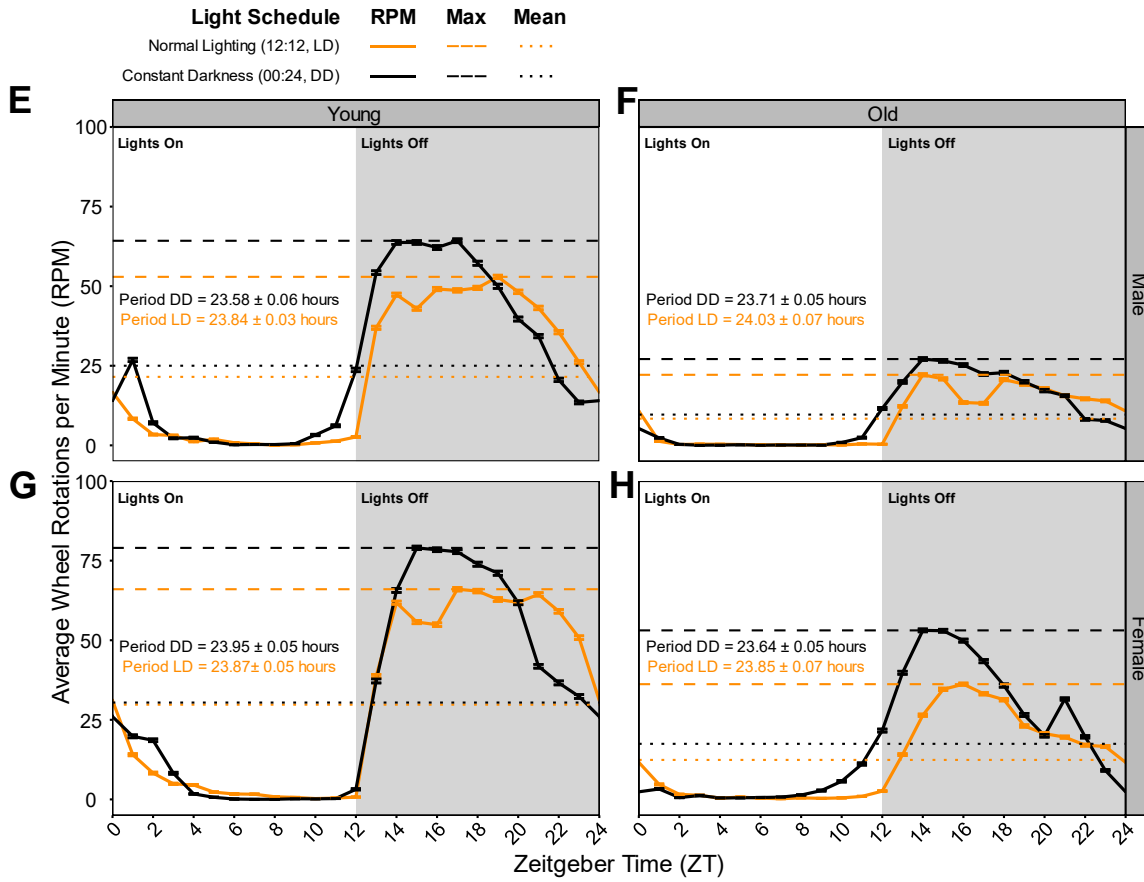 Light Schedule RPM Max Mean
Normal Lighting (12:12, LD)
Constant Darkness (00:24, DD)
E
Young
F
Old
Lights On
Lights Off
Lights On
Lights Off
100
75
50
25
0
Period DD = 23.58 ± 0.06 hours
Period LD = 23.84 ± 0.03 hours
Period DD = 23.71 ± 0.05 hours
Period LD = 24.03 ± 0.07 hours
Male
Average Wheel Rotations per Minute (RPM)
G
H
Lights On
Lights Off
Lights On
Lights Off
100
75
50
25
0
Period DD = 23.95 ± 0.05 hours
Period LD = 23.87± 0.05 hours
Period DD = 23.64 ± 0.05 hours
Period LD = 23.85 ± 0.07 hours
Female
0 2 4 6 8 10 12 14 16 18 20 22 24
0 2 4 6 8 10 12 14 16 18 20 22 24
Zeitgeber Time (ZT)